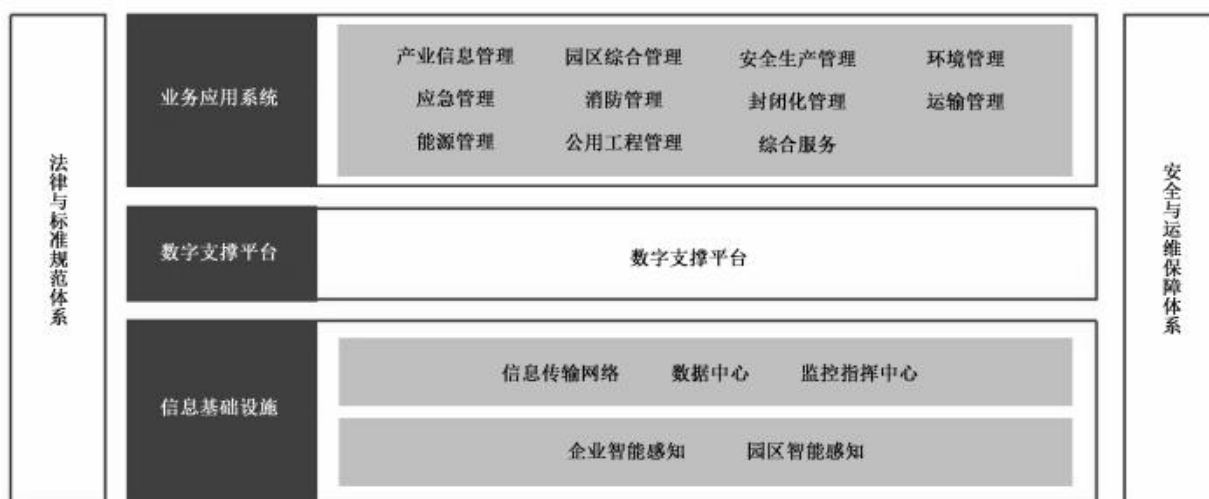 法律与标准规范体系
业务应用系统
产业信息管理 园区综合管理 安全生产管理 环境管理
应急管理 消防管理 封闭化管理 运输管理
能源管理 公用工程管理 综合服务
数字支撑平台
数字支撑平台
信息基础设施
信息传输网络 数据中心 监控指挥中心
企业智能感知 园区智能感知
安全与运维保障体系